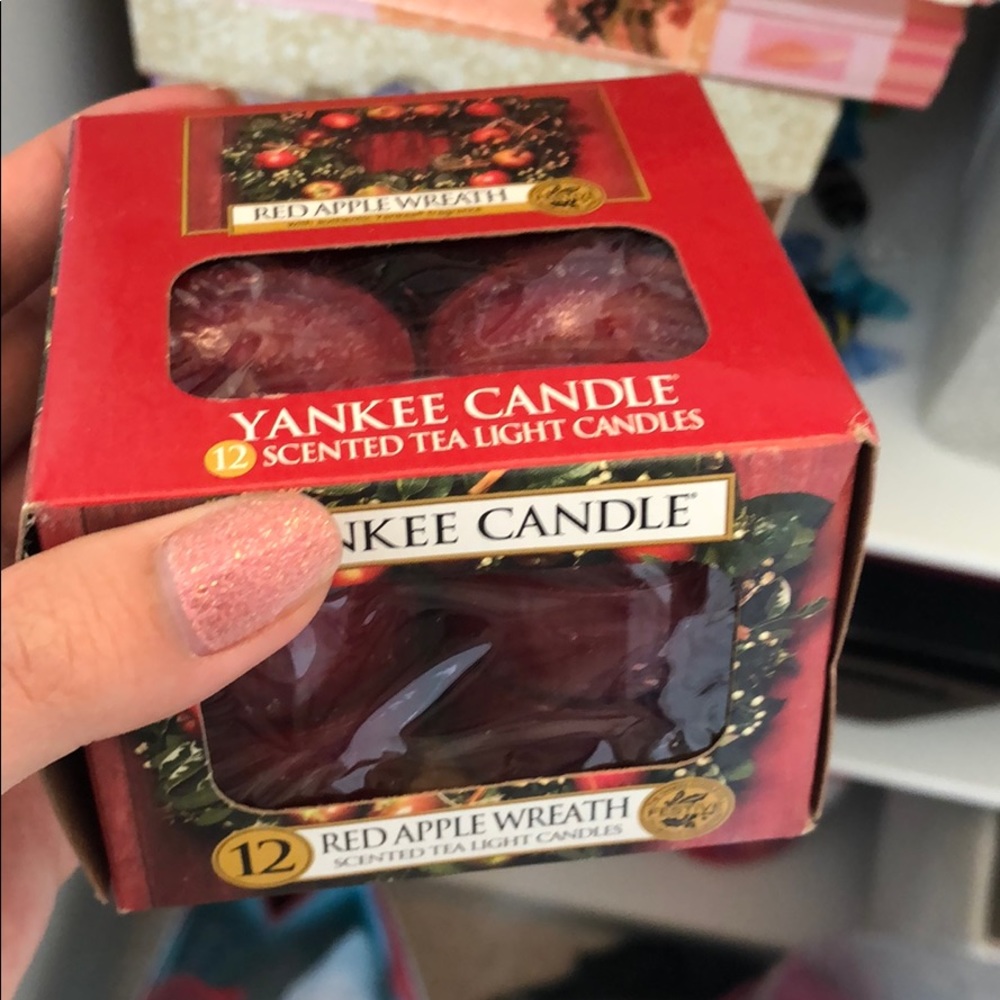 RED APPLE WREATH
YANKEE CANDLE®
12 SCENTED TEA LIGHT CANDLES
NKEE CANDLE®
12 RED APPLE WREATH
SCENTED TEA LIGHT CANDLES